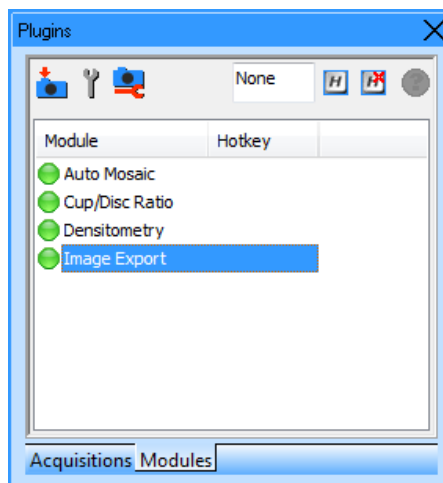 Plugins
None
H H ?
Module Hotkey
Auto Mosaic
Cup/Disc Ratio
Densitometry
Image Export
Acquisitions Modules